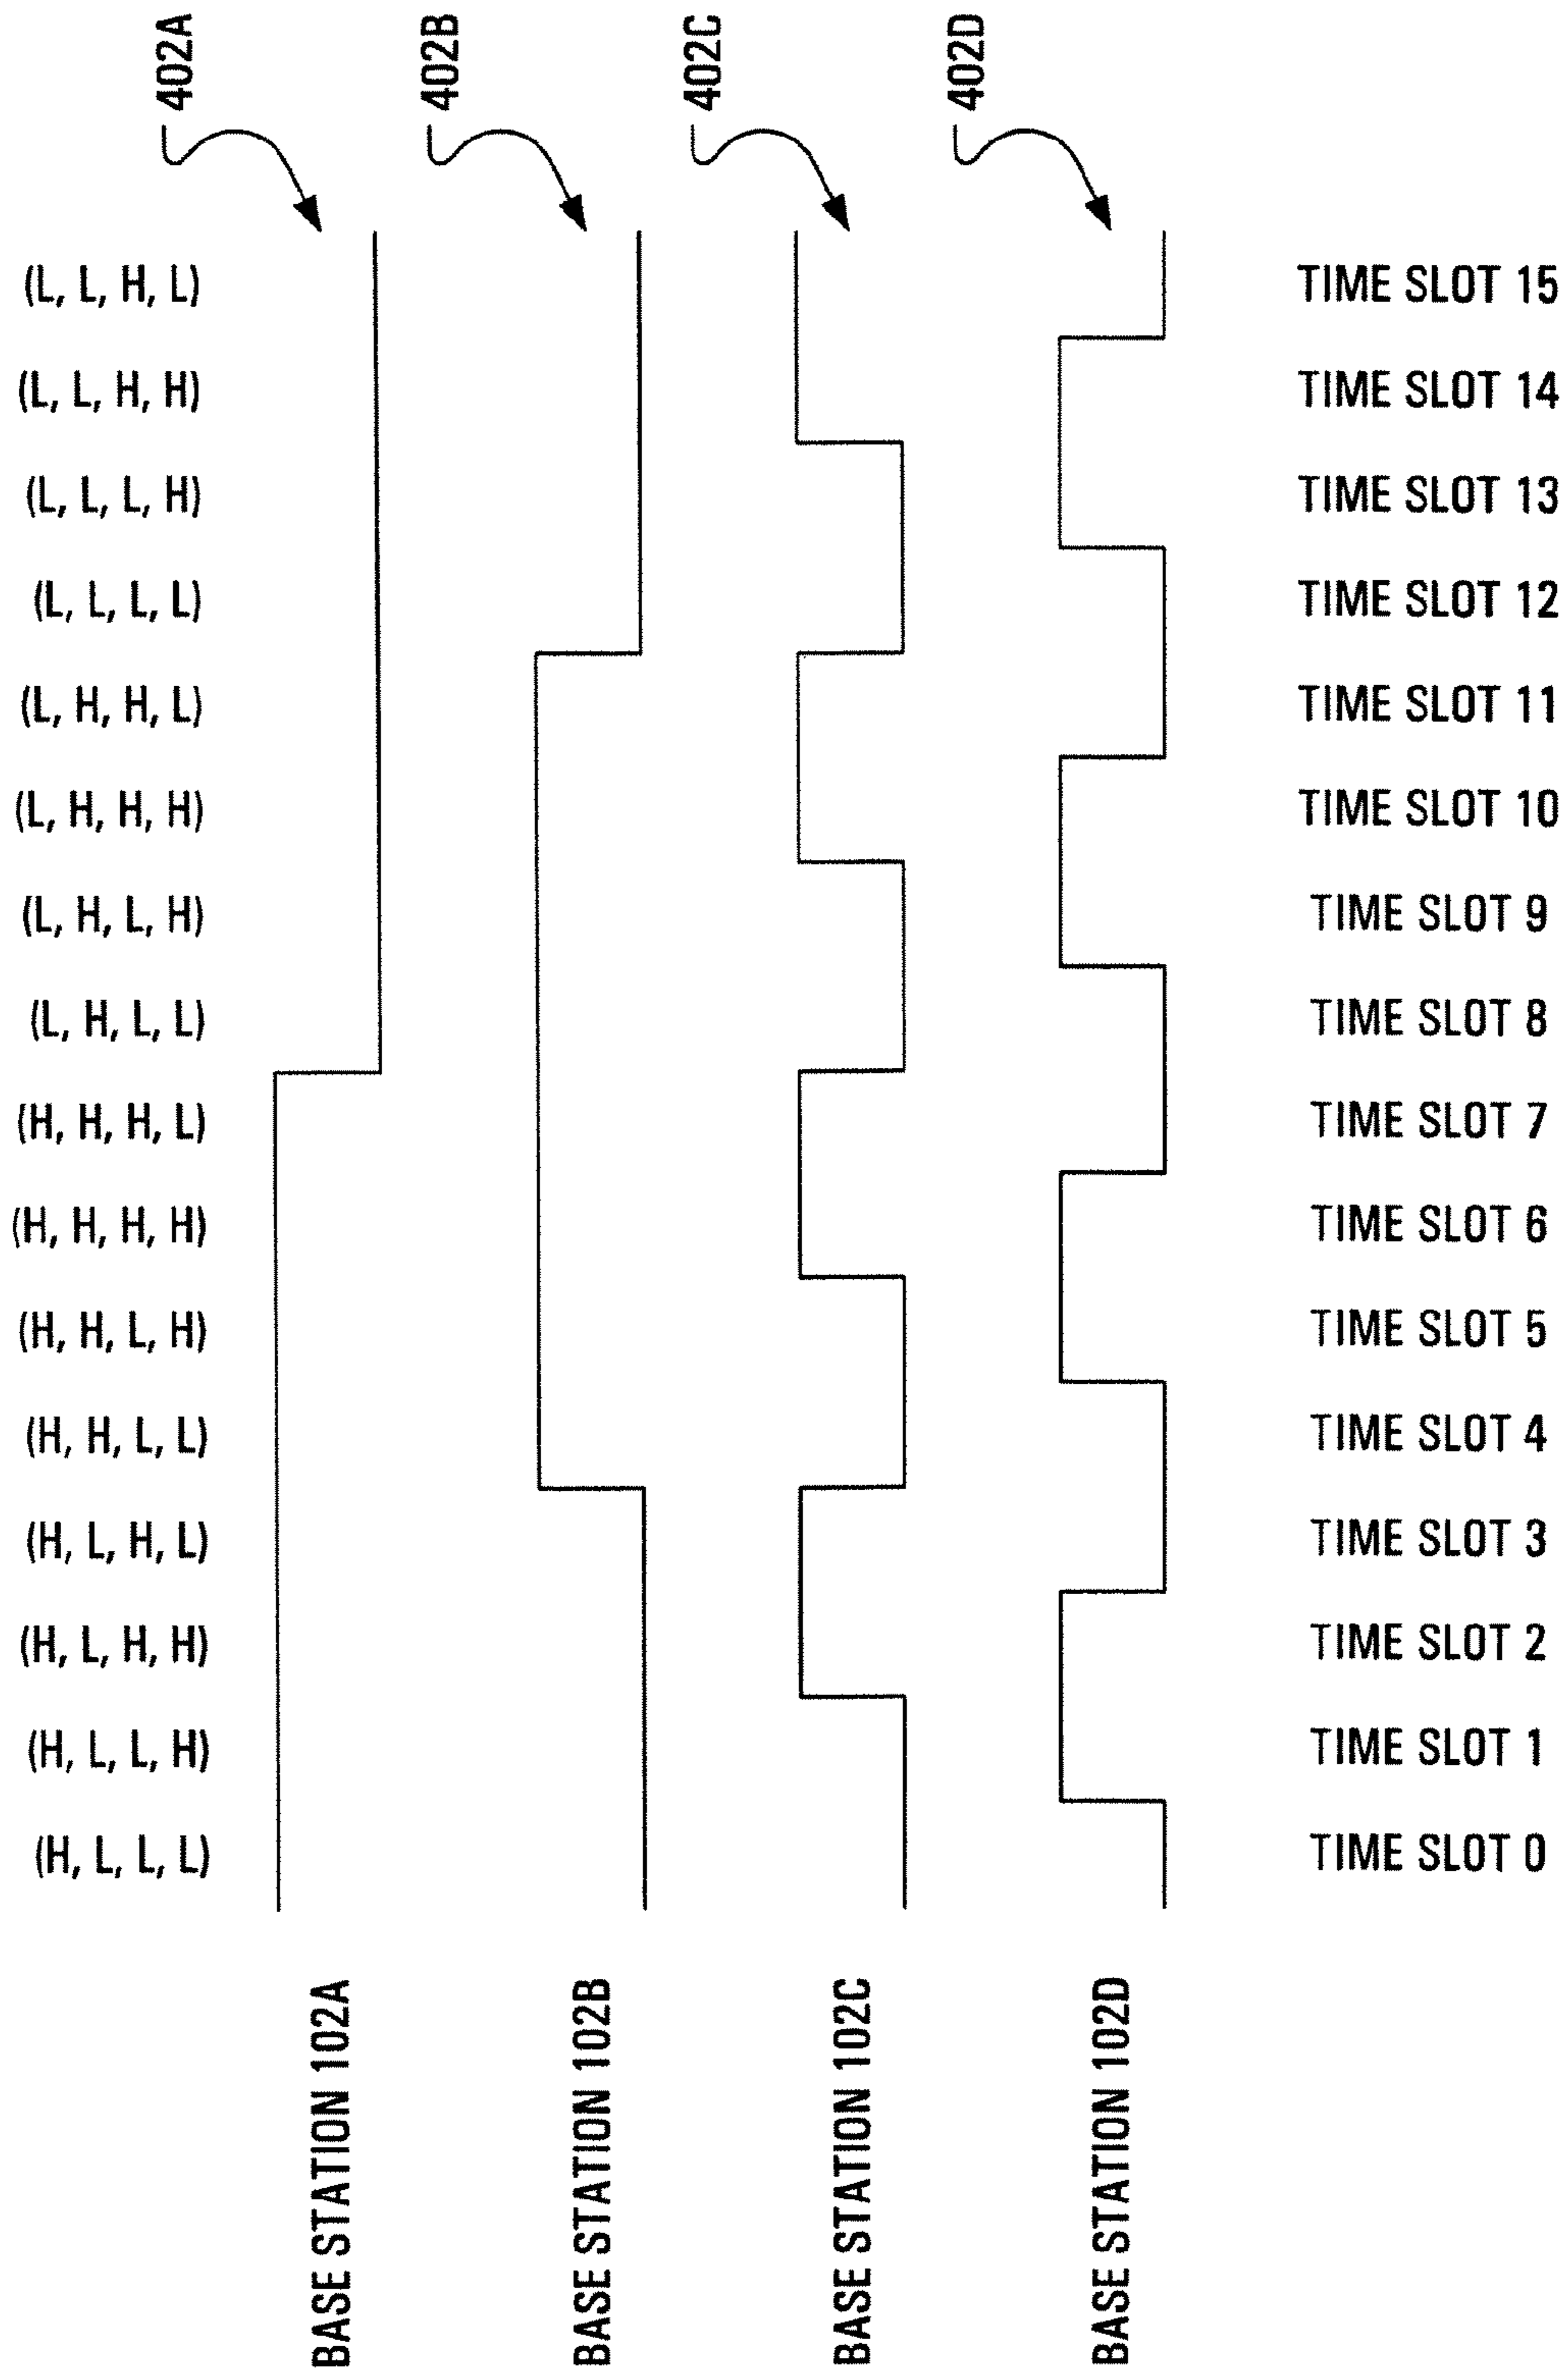 402A
402B
402C
402D
(L, L, H, L)
TIME SLOT 15
(L, L, H, H)
TIME SLOT 14
(L, L, L, H)
TIME SLOT 13
(L, L, L, L)
TIME SLOT 12
(L, H, H, L)
TIME SLOT 11
(L, H, H, H)
TIME SLOT 10
(L, H, L, H)
TIME SLOT 9
(L, H, L, L)
TIME SLOT 8
(H, H, H, L)
TIME SLOT 7
(H, H, H, H)
TIME SLOT 6
(H, H, L, H)
TIME SLOT 5
(H, H, L, L)
TIME SLOT 4
(H, L, H, L)
TIME SLOT 3
(H, L, H, H)
TIME SLOT 2
(H, L, L, H)
TIME SLOT 1
(H, L, L, L)
TIME SLOT 0
BASE STATION 102A
BASE STATION 102B
BASE STATION 102C
BASE STATION 102D